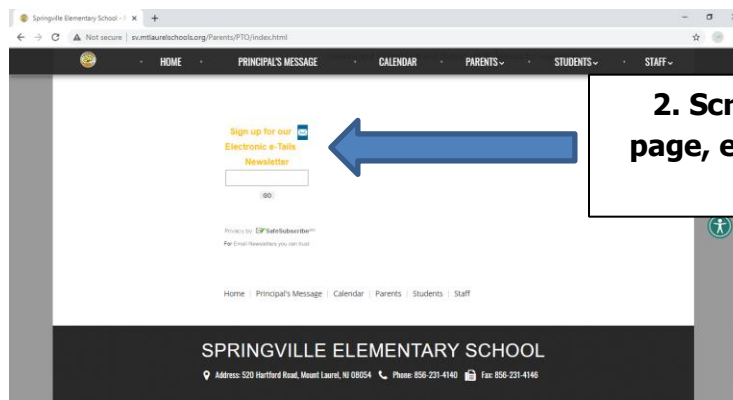 Springville Elementary School -
Not secure | sv.mtlaurelschools.org/Parents/PTO/index.html
HOME PRINCIPAL'S MESSAGE CALENDAR PARENTS STUDENTS STAFF
2. Scr
page, e
Sign up for our
Electronic e-Tails
Newsletter
GO
Privacy by SafeSubscribe
For Email Newsletters you can trust
Home | Principal's Message | Calendar | Parents | Students | Staff
SPRINGVILLE ELEMENTARY SCHOOL
Address: 520 Hartford Road, Mount Laurel, NJ 08054 Phone: 856-231-4140 Fax: 856-231-4146